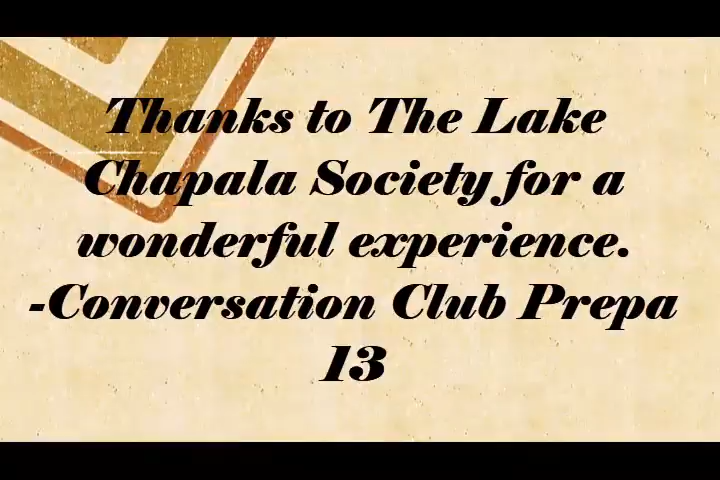 Thanks to The Lake
Chapala Society for a
wonderful experience.
-Conversation Club Prepa
13